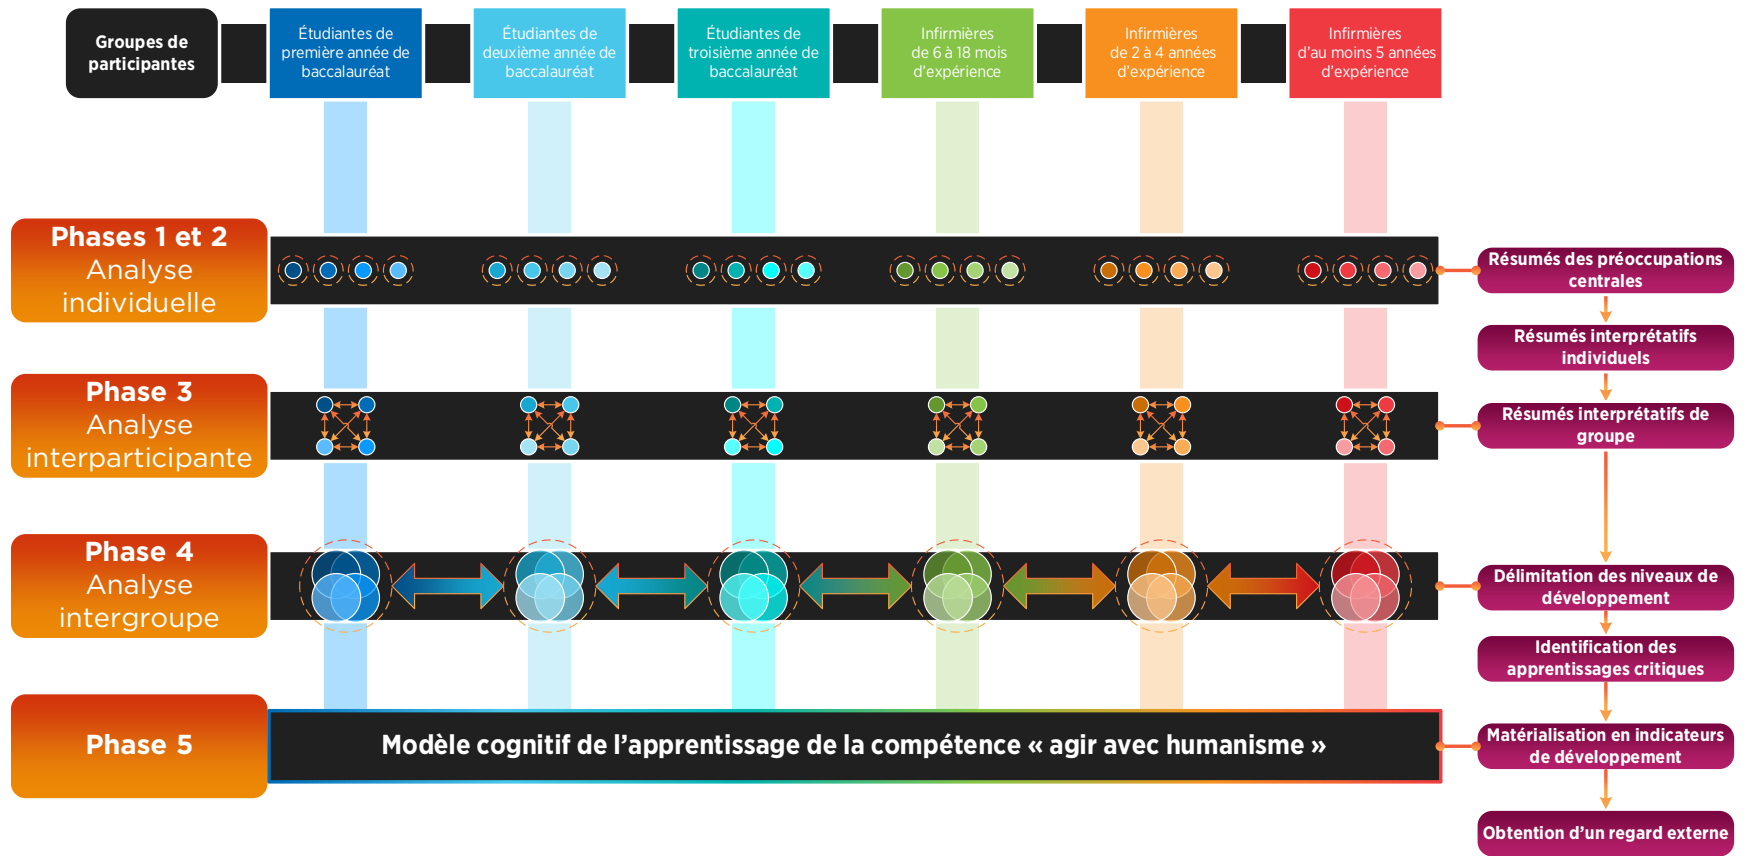 Groupes de
participantes
Étudiantes de
première année de
baccalauréat
Étudiantes de
deuxième année de
baccalauréat
Étudiantes de
troisième année de
baccalauréat
Infirmières
de 6 à 18 mois
d’expérience
Infirmières
de 2 à 4 années
d’expérience
Infirmières
d’au moins 5 années
d’expérience
Phases 1 et 2
Analyse
individuelle
Résumés des préoccupations
centrales
Résumés interprétatifs
individuels
Phase 3
Analyse
interparticipante
Résumés interprétatifs de
groupe
Phase 4
Analyse
intergroupe
Délimitation des niveaux de
développement
Identification des
apprentissages critiques
Phase 5
Modèle cognitif de l’apprentissage de la compétence « agir avec humanisme »
Matérialisation en indicateurs
de développement
Obtention d’un regard externe